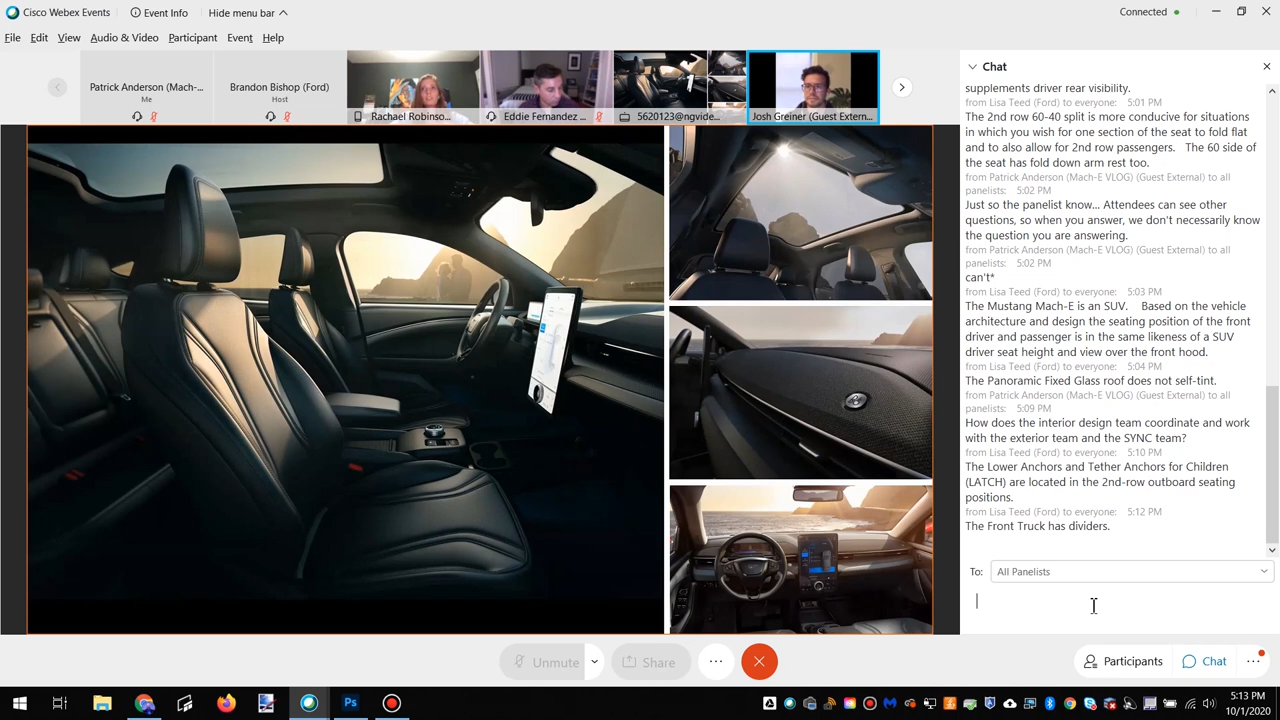 Cisco Webex Events
Event Info
Hide menu bar
Connected
File Edit View Audio & Video Participant Event Help
Patrick Anderson (Mach-...
Me
Brandon Bishop (Ford)
Host
Rachael Robinso...
Eddie Fernandez ...
5620123@ngvide...
Josh Greiner (Guest Extern...
Chat
supplements driver rear visibility.
from Lisa Teed (Ford) to everyone: 5:01 PM
The 2nd row 60-40 split is more conducive for situations
in which you wish for one section of the seat to fold flat
and to also allow for 2nd row passengers. The 60 side of
the seat has fold down arm rest too.
from Patrick Anderson (Mach-E VLOG) (Guest External) to all
panelists: 5:02 PM
Just so the panelist know... Attendees can see other
questions, so when you answer, we don't necessarily know
the question you are answering.
from Patrick Anderson (Mach-E VLOG) (Guest External) to all
panelists: 5:02 PM
can't*
from Lisa Teed (Ford) to everyone: 5:03 PM
The Mustang Mach-E is an SUV. Based on the vehicle
architecture and design the seating position of the front
driver and passenger is in the same likeness of a SUV
driver seat height and view over the front hood.
from Lisa Teed (Ford) to everyone: 5:04 PM
The Panoramic Fixed Glass roof does not self-tint.
from Patrick Anderson (Mach-E VLOG) (Guest External) to all
panelists: 5:09 PM
How does the interior design team coordinate and work
with the exterior team and the SYNC team?
from Lisa Teed (Ford) to everyone: 5:10 PM
The Lower Anchors and Tether Anchors for Children
(LATCH) are located in the 2nd-row outboard seating
positions.
from Lisa Teed (Ford) to everyone: 5:12 PM
The Front Truck has dividers.
To: All Panelists
Unmute
Share
Participants
Chat
Ps
5:13 PM
10/1/2020